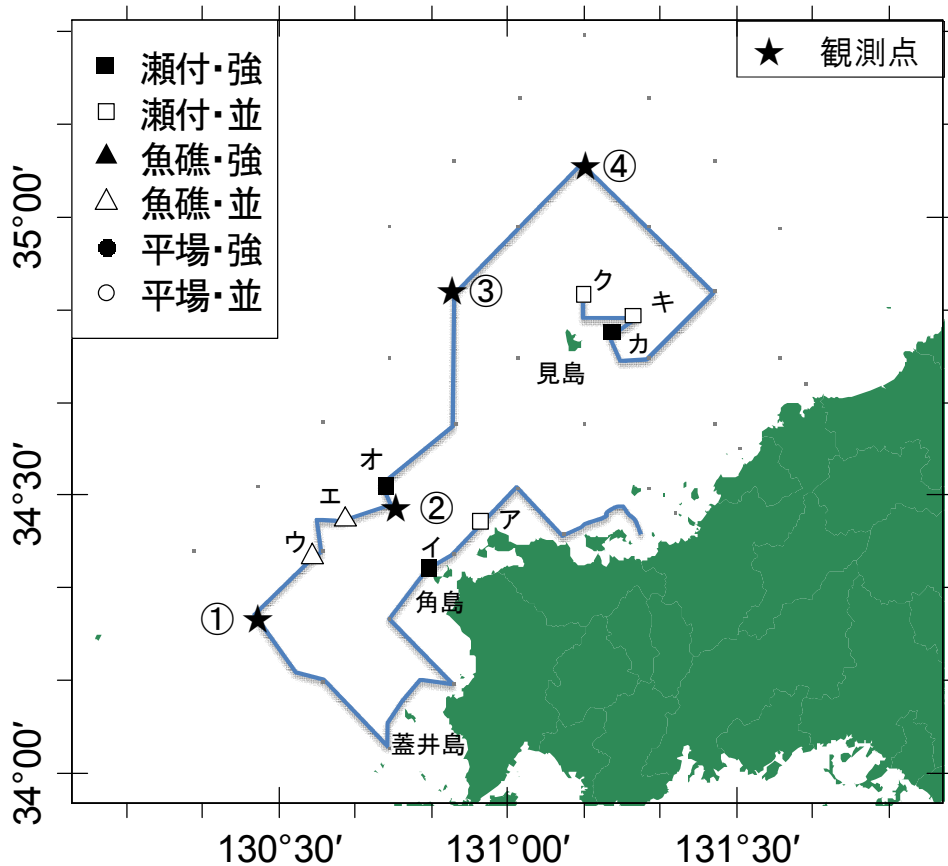 瀬付・強
瀬付・並
魚礁・強
魚礁・並
平場・強
平場・並
観測点
④
③
ク
キ
カ
見島
オ
エ
②
ア
ウ
イ
角島
①
蓋井島
35°00′
34°30′
34°00′
130°30′
131°00′
131°30′